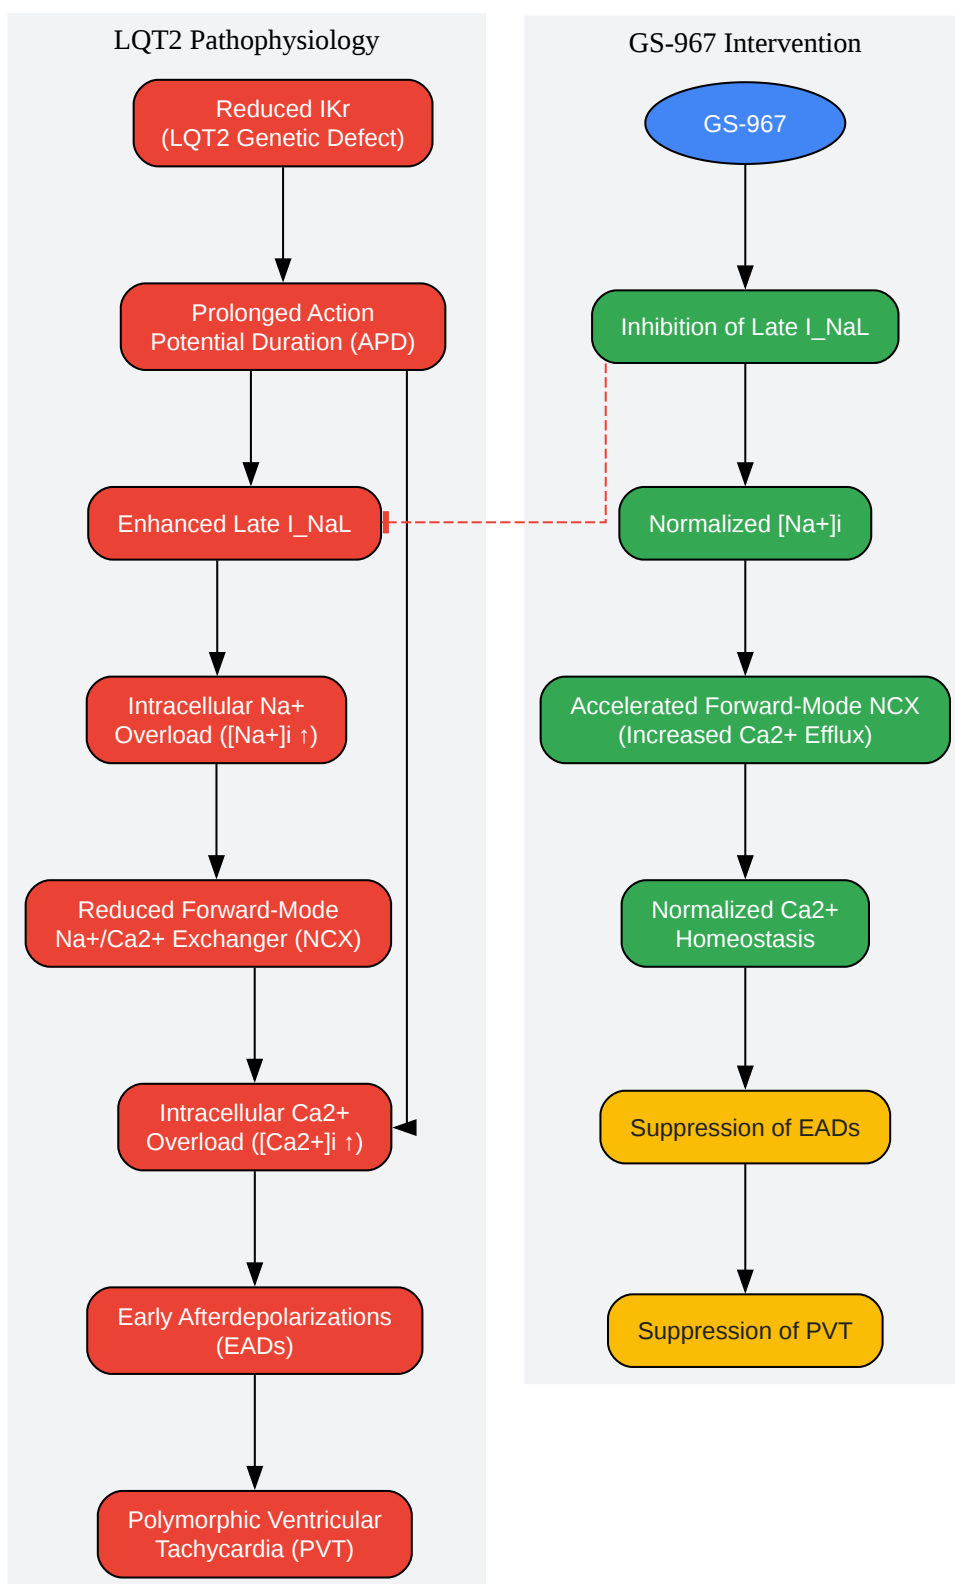 LQT2 Pathophysiology
Reduced IKr
(LQT2 Genetic Defect)
Prolonged Action
Potential Duration (APD)
Enhanced Late I_NaL
Intracellular Na+
Overload ([Na+]i ↑)
Reduced Forward-Mode
Na+/Ca2+ Exchanger (NCX)
Intracellular Ca2+
Overload ([Ca2+]i ↑)
Early Afterdepolarizations
(EADs)
Polymorphic Ventricular
Tachycardia (PVT)
GS-967 Intervention
GS-967
Inhibition of Late I_NaL
Normalized [Na+]i
Accelerated Forward-Mode NCX
(Increased Ca2+ Efflux)
Normalized Ca2+
Homeostasis
Suppression of EADs
Suppression of PVT